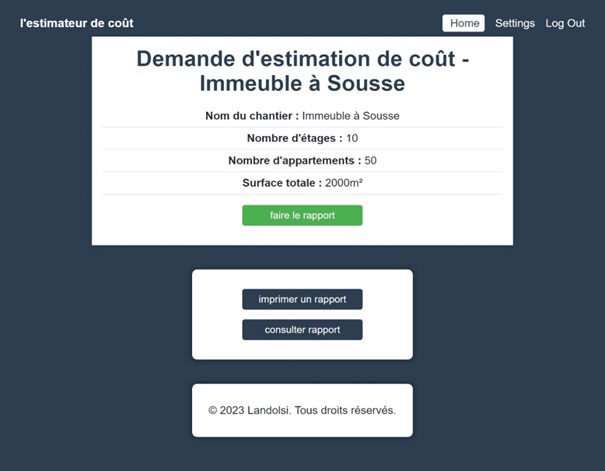 l'estimateur de coût
Home Settings Log Out
Demande d'estimation de coût -
Immeuble à Sousse
Nom du chantier : Immeuble à Sousse
Nombre d'étages : 10
Nombre d'appartements : 50
Surface totale : 2000m²
faire le rapport
imprimer un rapport
consulter rapport
© 2023 Landolsi. Tous droits réservés.